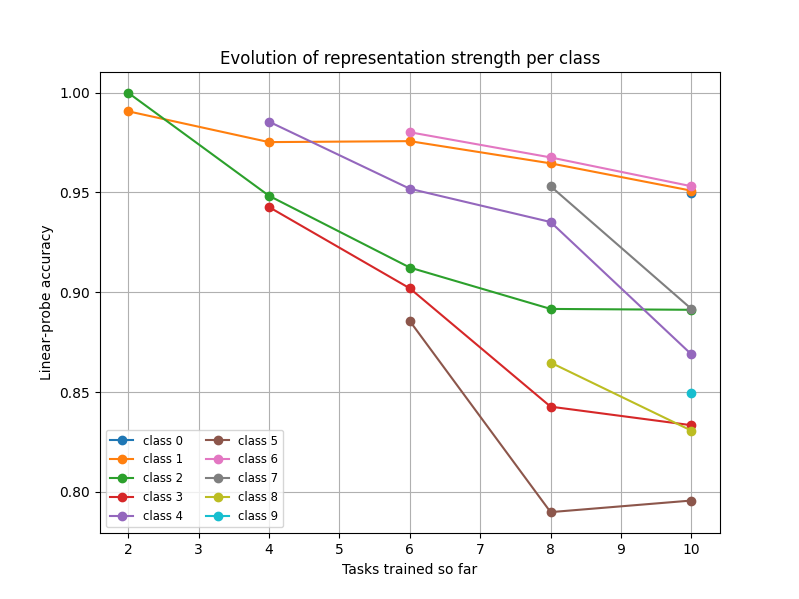 Evolution of representation strength per class
Linear-probe accuracy
1.00
0.95
0.90
0.85
0.80
class 0
class 1
class 2
class 3
class 4
class 5
class 6
class 7
class 8
class 9
2 3 4 5 6 7 8 9 10
Tasks trained so far